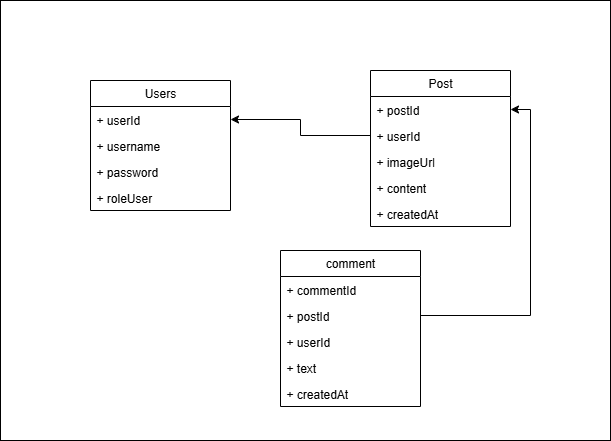 Users
+ userId
+ username
+ password
+ roleUser
Post
+ postId
+ userId
+ imageUrl
+ content
+ createdAt
comment
+ commentId
+ postId
+ userId
+ text
+ createdAt